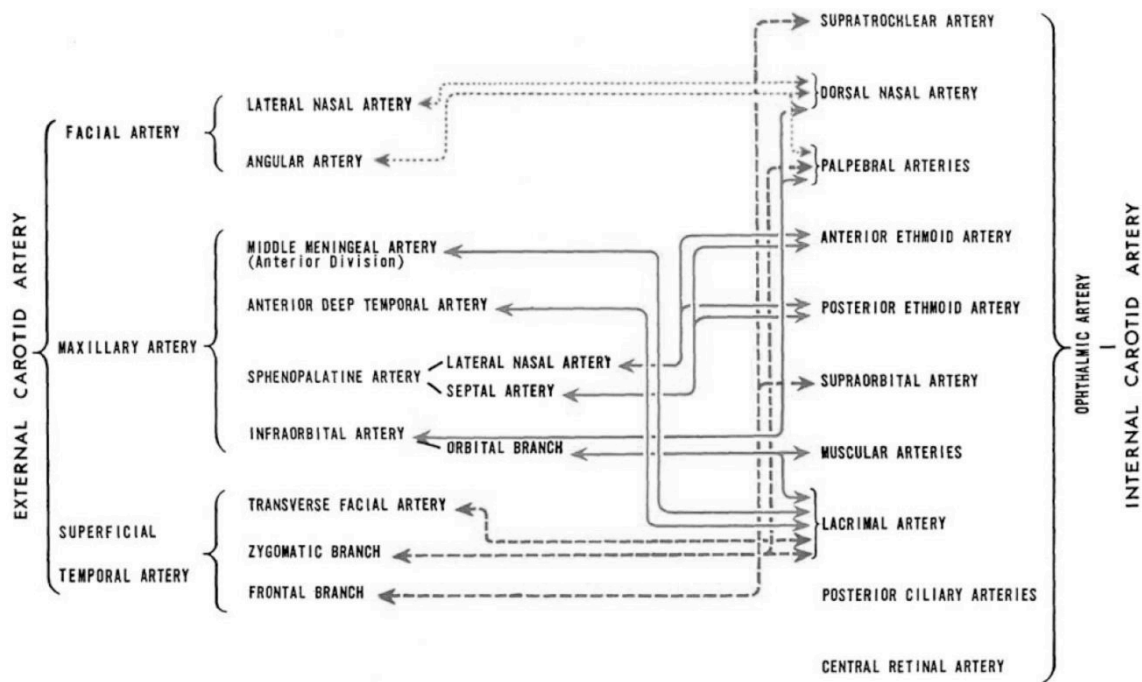 EXTERNAL CAROTID ARTERY
FACIAL ARTERY
LATERAL NASAL ARTERY
ANGULAR ARTERY
MAXILLARY ARTERY
MIDDLE MENINGEAL ARTERY
(Anterior Division)
ANTERIOR DEEP TEMPORAL ARTERY
SPHENOPALATINE ARTERY
LATERAL NASAL ARTERY
SEPTAL ARTERY
INFRAORBITAL ARTERY
ORBITAL BRANCH
SUPERFICIAL
TEMPORAL ARTERY
TRANSVERSE FACIAL ARTERY
ZYGOMATIC BRANCH
FRONTAL BRANCH
SUPRATROCHLEAR ARTERY
DORSAL NASAL ARTERY
PALPEBRAL ARTERIES
ANTERIOR ETHMOID ARTERY
POSTERIOR ETHMOID ARTERY
SUPRAORBITAL ARTERY
MUSCULAR ARTERIES
LACRIMAL ARTERY
POSTERIOR CILIARY ARTERIES
CENTRAL RETINAL ARTERY
OPHTHALMIC ARTERY
INTERNAL CAROTID ARTERY